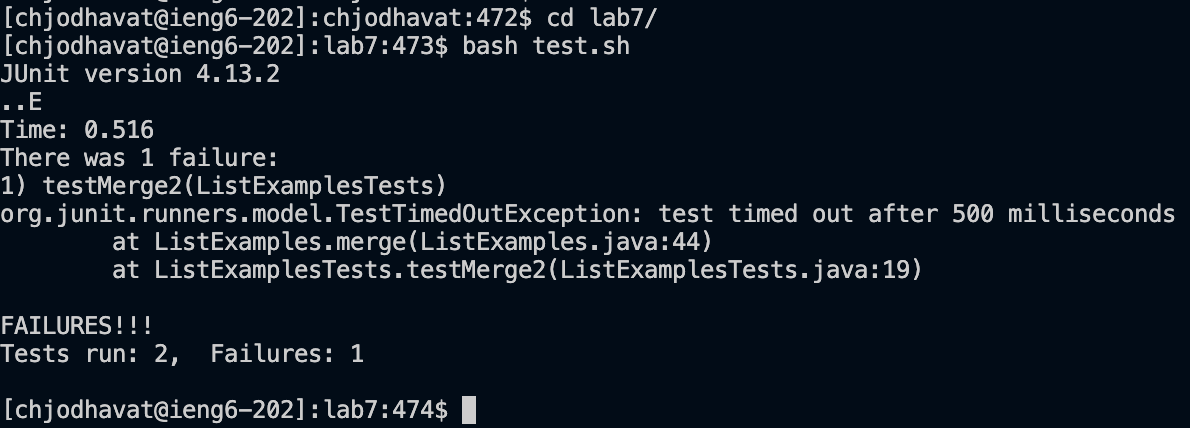 [chjodhavat@ieng6-202]:chjodhavat:472$ cd lab7/
[chjodhavat@ieng6-202]:lab7:473$ bash test.sh
JUnit version 4.13.2
..E
Time: 0.516
There was 1 failure:
1) testMerge2(ListExamplesTests)
org.junit.runners.model.TestTimedOutException: test timed out after 500 milliseconds
        at ListExamples.merge(ListExamples.java:44)
        at ListExamplesTests.testMerge2(ListExamplesTests.java:19)

FAILURES!!!
Tests run: 2,  Failures: 1

[chjodhavat@ieng6-202]:lab7:474$